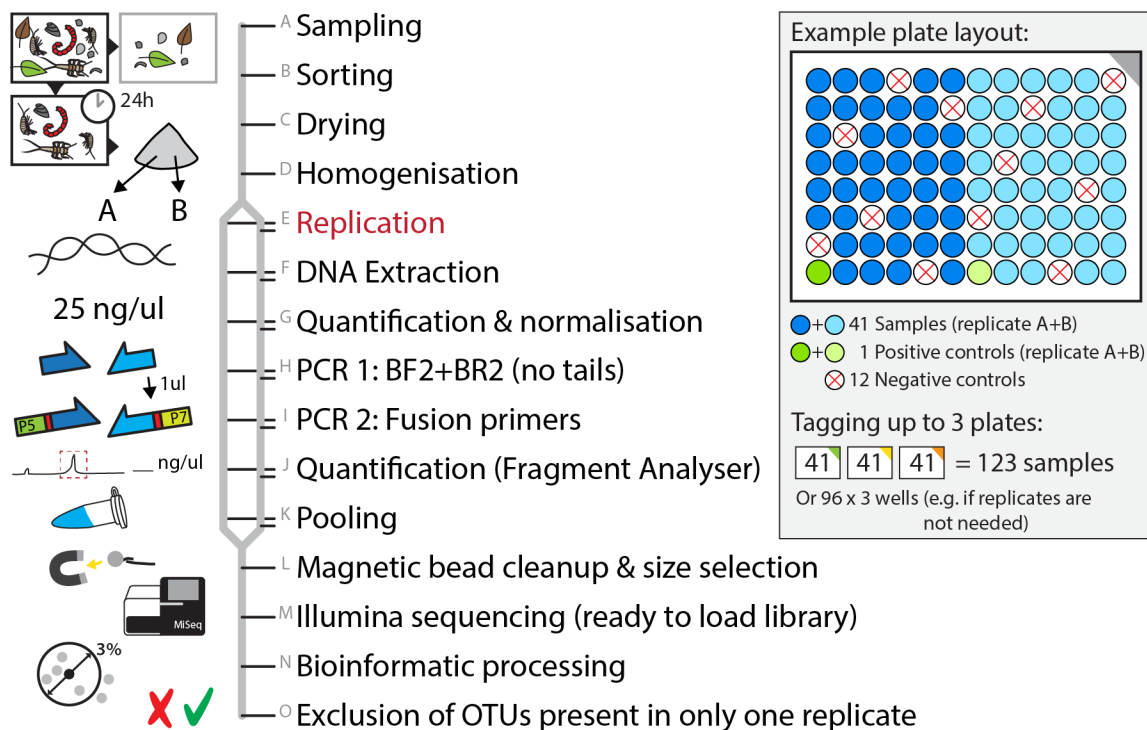 A Sampling
B Sorting
C Drying
D Homogenisation
E Replication
F DNA Extraction
G Quantification & normalisation
H PCR 1: BF2+BR2 (no tails)
I PCR 2: Fusion primers
J Quantification (Fragment Analyser)
K Pooling
L Magnetic bead cleanup & size selection
M Illumina sequencing (ready to load library)
N Bioinformatic processing
O Exclusion of OTUs present in only one replicate
24h
A B
25 ng/ul
1ul
P5 P7
__ ng/ul
MiSeq
3%
Example plate layout:
+ 41 Samples (replicate A+B)
+ 1 Positive controls (replicate A+B)
12 Negative controls
Tagging up to 3 plates:
41 41 41 = 123 samples
Or 96 x 3 wells (e.g. if replicates are
not needed)